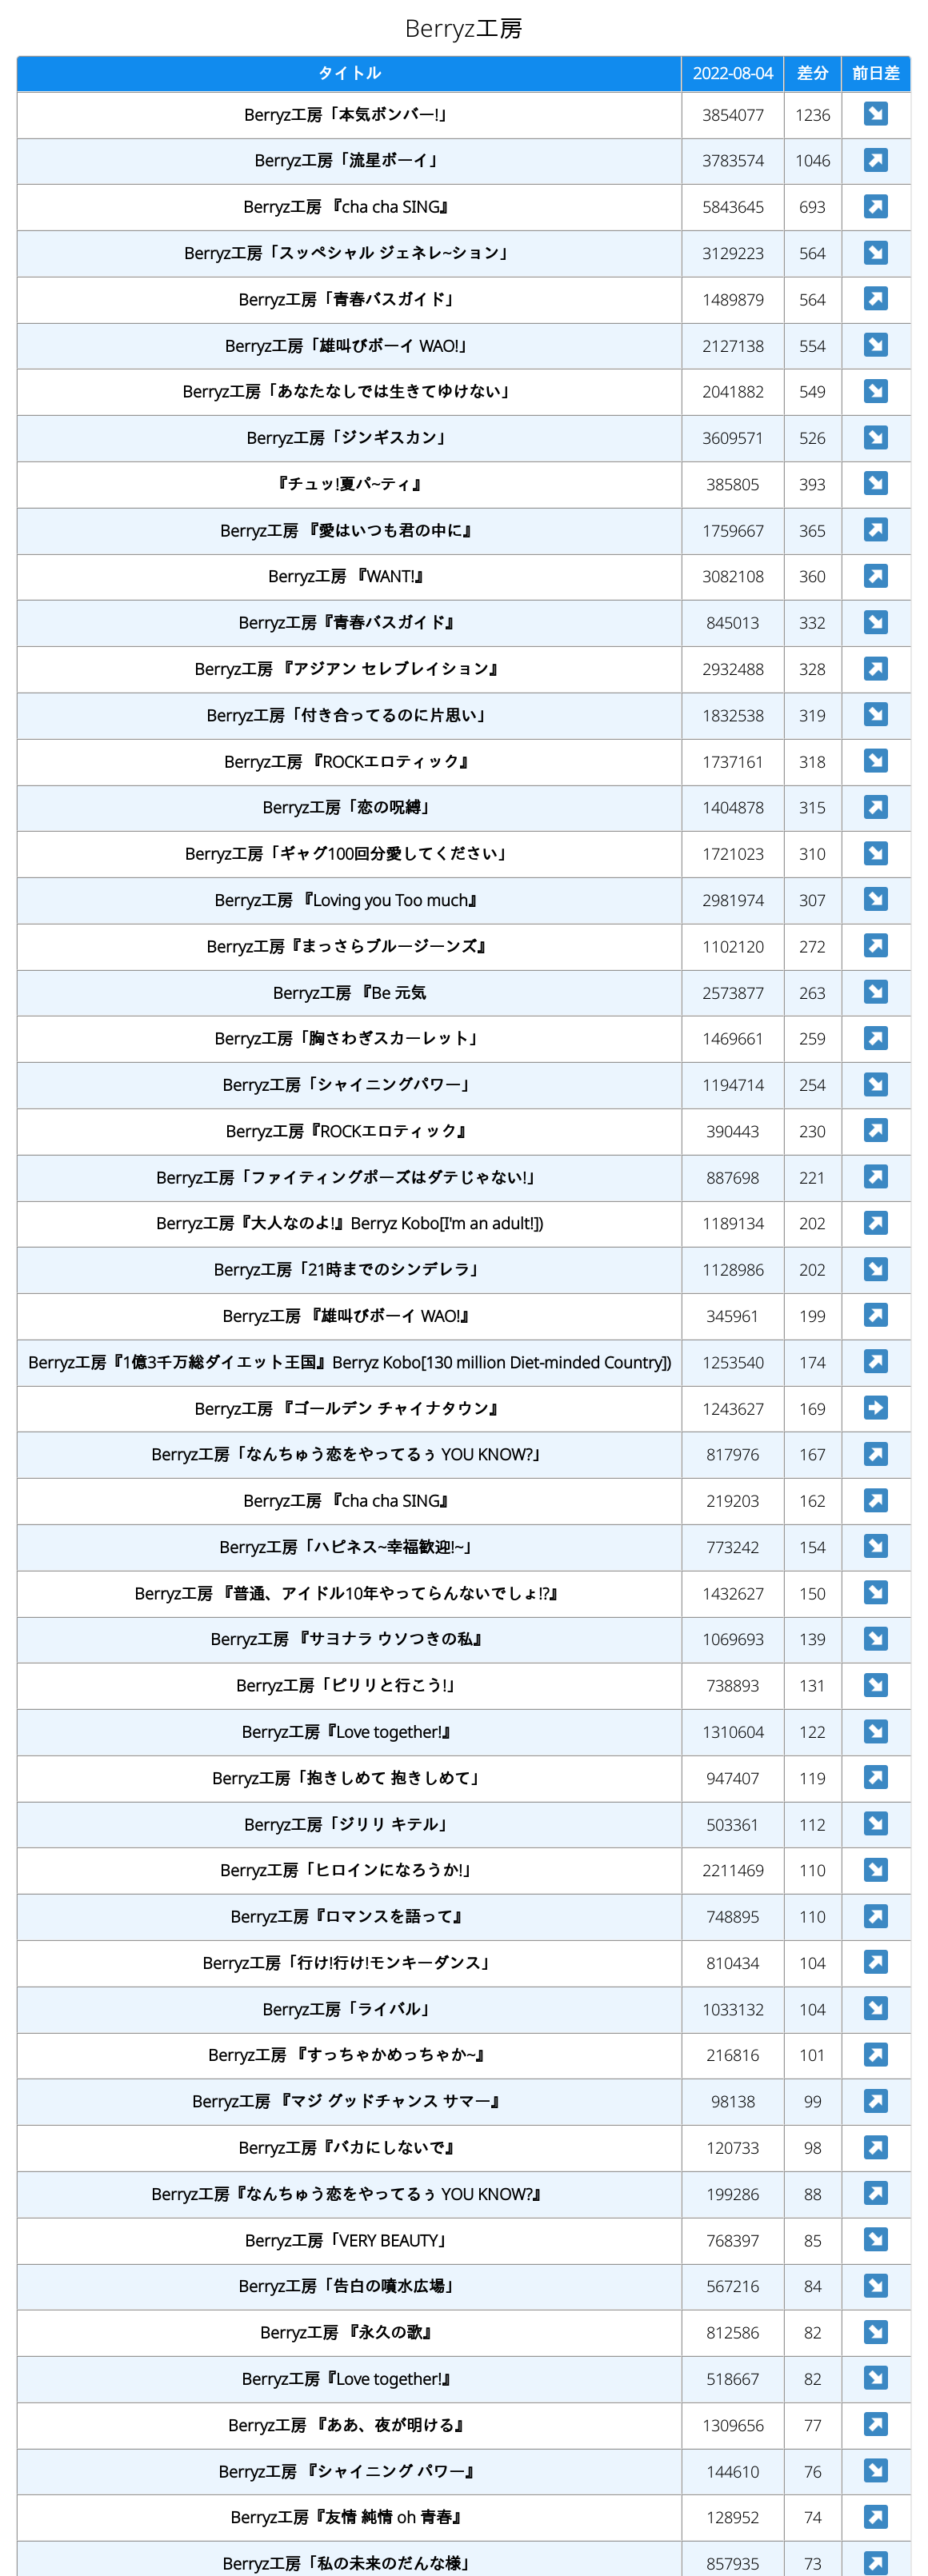 Berryz工房
タイトル 2022-08-04 差分 前日差
Berryz工房「本気ボンバー!」 3854077 1236
Berryz工房「流星ボーイ」 3783574 1046
Berryz工房 『cha cha SING』 5843645 693
Berryz工房「スッペシャル ジェネレ~ション」 3129223 564
Berryz工房「青春バスガイド」 1489879 564
Berryz工房「雄叫びボーイ WAO!」 2127138 554
Berryz工房「あなたなしでは生きてゆけない」 2041882 549
Berryz工房「ジンギスカン」 3609571 526
『チュッ!夏パ~ティ』 385805 393
Berryz工房 『愛はいつも君の中に』 1759667 365
Berryz工房 『WANT!』 3082108 360
Berryz工房『青春バスガイド』 845013 332
Berryz工房 『アジアン セレブレイション』 2932488 328
Berryz工房「付き合ってるのに片思い」 1832538 319
Berryz工房 『ROCKエロティック』 1737161 318
Berryz工房「恋の呪縛」 1404878 315
Berryz工房「ギャグ100回分愛してください」 1721023 310
Berryz工房 『Loving you Too much』 2981974 307
Berryz工房『まっさらブルージーンズ』 1102120 272
Berryz工房 『Be 元気 2573877 263
Berryz工房「胸さわぎスカーレット」 1469661 259
Berryz工房「シャイニングパワー」 1194714 254
Berryz工房『ROCKエロティック』 390443 230
Berryz工房「ファイティングポーズはダテじゃない!」 887698 221
Berryz工房『大人なのよ!』Berryz Kobo[I'm an adult!]) 1189134 202
Berryz工房「21時までのシンデレラ」 1128986 202
Berryz工房 『雄叫びボーイ WAO!』 345961 199
Berryz工房『1億3千万総ダイエット王国』Berryz Kobo[130 million Diet-minded Country]) 1253540 174
Berryz工房 『ゴールデン チャイナタウン』 1243627 169
Berryz工房「なんちゅう恋をやってるぅ YOU KNOW?」 817976 167
Berryz工房 『cha cha SING』 219203 162
Berryz工房「ハピネス~幸福歓迎!~」 773242 154
Berryz工房 『普通、アイドル10年やってらんないでしょ!?』 1432627 150
Berryz工房 『サヨナラ ウソつきの私』 1069693 139
Berryz工房「ピリリと行こう!」 738893 131
Berryz工房『Love together!』 1310604 122
Berryz工房「抱きしめて 抱きしめて」 947407 119
Berryz工房「ジリリ キテル」 503361 112
Berryz工房「ヒロインになろうか!」 2211469 110
Berryz工房『ロマンスを語って』 748895 110
Berryz工房「行け!行け!モンキーダンス」 810434 104
Berryz工房「ライバル」 1033132 104
Berryz工房 『すっちゃかめっちゃか~』 216816 101
Berryz工房 『マジ グッドチャンス サマー』 98138 99
Berryz工房『バカにしないで』 120733 98
Berryz工房『なんちゅう恋をやってるぅ YOU KNOW?』 199286 88
Berryz工房「VERY BEAUTY」 768397 85
Berryz工房「告白の噴水広場」 567216 84
Berryz工房 『永久の歌』 812586 82
Berryz工房『Love together!』 518667 82
Berryz工房 『ああ、夜が明ける』 1309656 77
Berryz工房 『シャイニング パワー』 144610 76
Berryz工房『友情 純情 oh 青春』 128952 74
Berryz工房「私の未来のだんな様」 857935 73